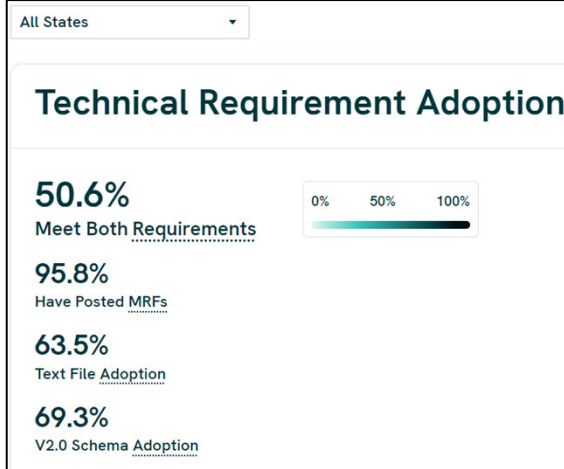 All States
Technical Requirement Adoption
50.6%
Meet Both Requirements
0% 50% 100%
95.8%
Have Posted MRFs
63.5%
Text File Adoption
69.3%
V2.0 Schema Adoption